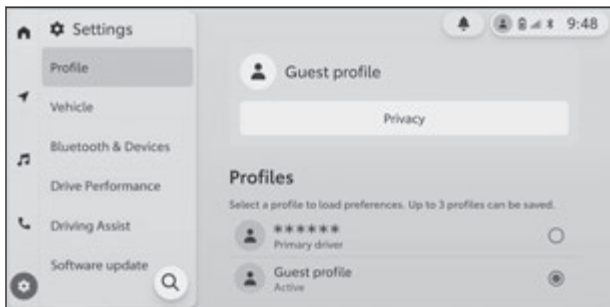 Settings
9:48
Profile
Guest profile
Vehicle
Privacy
Bluetooth & Devices
Drive Performance
Profiles
Select a profile to load preferences. Up to 3 profiles can be saved.
Driving Assist
******
Primary driver
Software update
Guest profile
Active